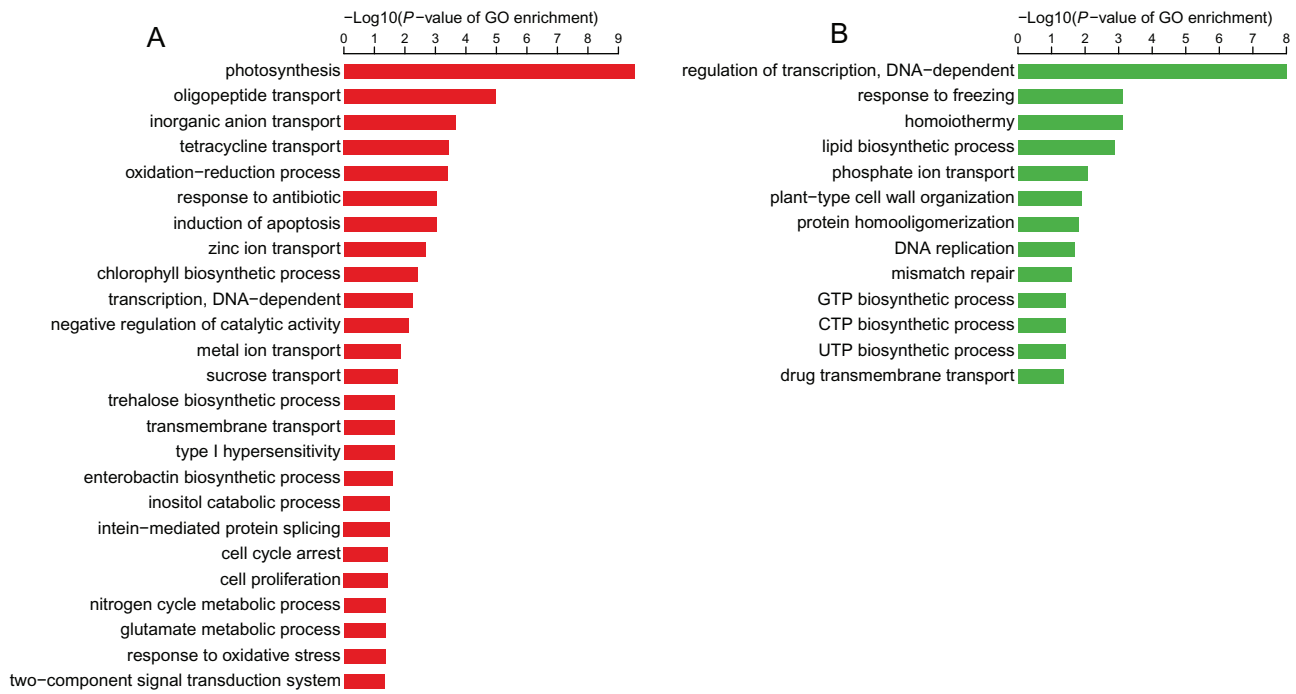 A
−Log10(P−value of GO enrichment)
0 1 2 3 4 5 6 7 8 9
photosynthesis
oligopeptide transport
inorganic anion transport
tetracycline transport
oxidation−reduction process
response to antibiotic
induction of apoptosis
zinc ion transport
chlorophyll biosynthetic process
transcription, DNA−dependent
negative regulation of catalytic activity
metal ion transport
sucrose transport
trehalose biosynthetic process
transmembrane transport
type I hypersensitivity
enterobactin biosynthetic process
inositol catabolic process
intein−mediated protein splicing
cell cycle arrest
cell proliferation
nitrogen cycle metabolic process
glutamate metabolic process
response to oxidative stress
two−component signal transduction system
B
−Log10(P−value of GO enrichment)
0 1 2 3 4 5 6 7 8
regulation of transcription, DNA−dependent
response to freezing
homoiothermy
lipid biosynthetic process
phosphate ion transport
plant−type cell wall organization
protein homooligomerization
DNA replication
mismatch repair
GTP biosynthetic process
CTP biosynthetic process
UTP biosynthetic process
drug transmembrane transport